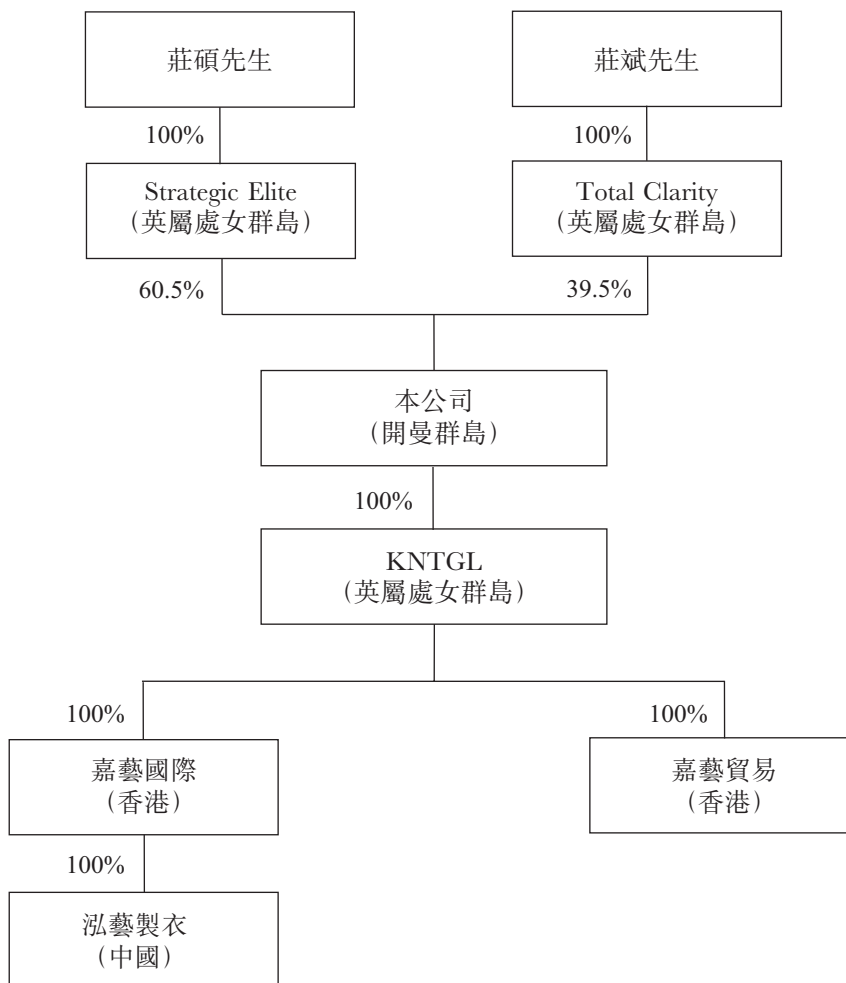 莊碩先生
莊斌先生
100%
100%
Strategic Elite
（英屬處女群島）
Total Clarity
（英屬處女群島）
60.5%
39.5%
本公司
（開曼群島）
100%
KNTGL
（英屬處女群島）
100%
100%
嘉藝國際
（香港）
嘉藝貿易
（香港）
100%
泓藝製衣
（中國）